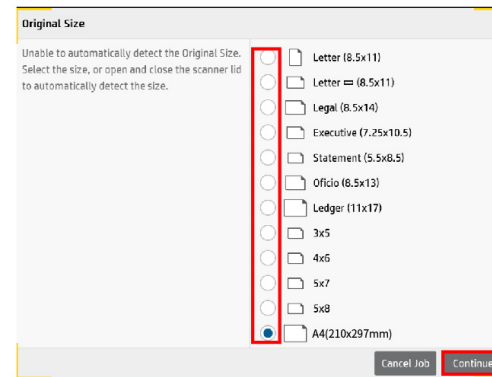 Original Size
Unable to automatically detect the Original Size.
Select the size, or open and close the scanner lid
to automatically detect the size.
Letter (8.5x11)
Letter (8.5x11)
Legal (8.5x14)
Executive (7.25x10.5)
Statement (5.5x8.5)
Oficio (8.5x13)
Ledger (11x17)
3x5
4x6
5x7
5x8
A4(210x297mm)
Cancel Job
Continue